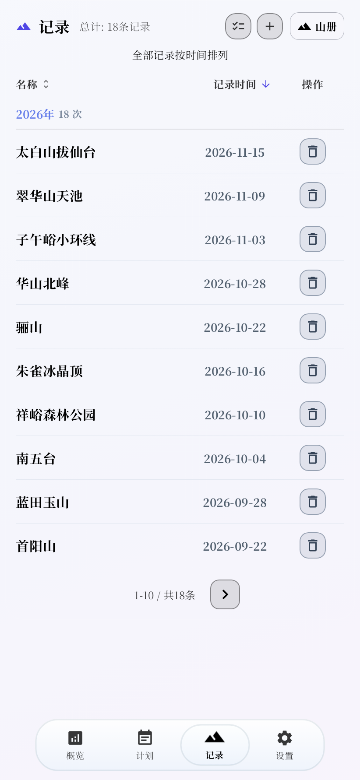 记录 总计: 18条记录 山册
全部记录按时间排列
名称 记录时间 操作
2026年 18 次
太白山拔仙台 2026-11-15
翠华山天池 2026-11-09
子午峪小环线 2026-11-03
华山北峰 2026-10-28
骊山 2026-10-22
朱雀冰晶顶 2026-10-16
祥峪森林公园 2026-10-10
南五台 2026-10-04
蓝田玉山 2026-09-28
首阳山 2026-09-22
1-10 / 共18条
概览 计划 记录 设置